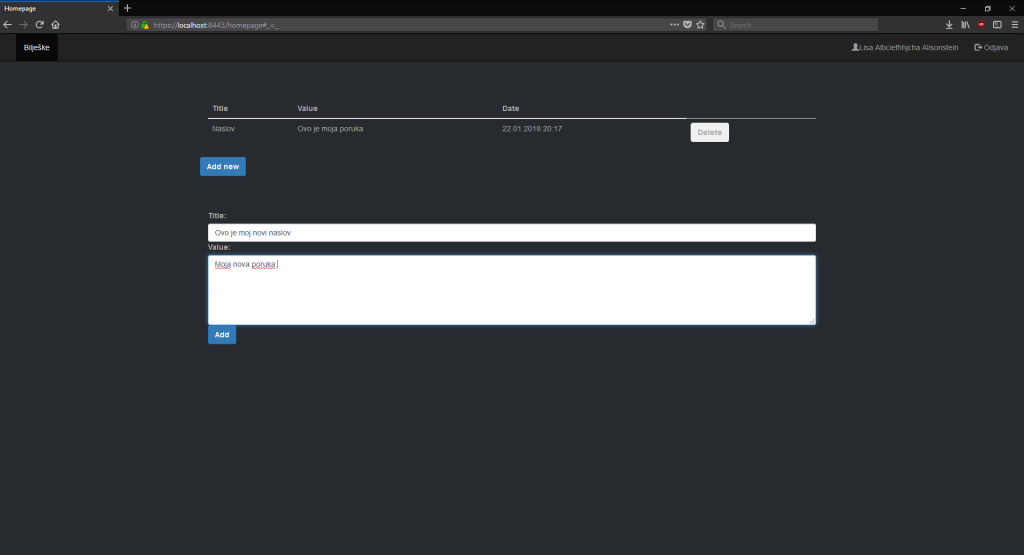 Homepage
https://localhost:8443/homepage#_=_
Search
Bilješke
Lisa Albciefhhjcha Alisonstein
Odjava
Title Value Date
Naslov Ovo je moja poruka 22.01.2018 20:17 Delete
Add new
Title:
Ovo je moj novi naslov
Value:
Moja nova poruka
Add